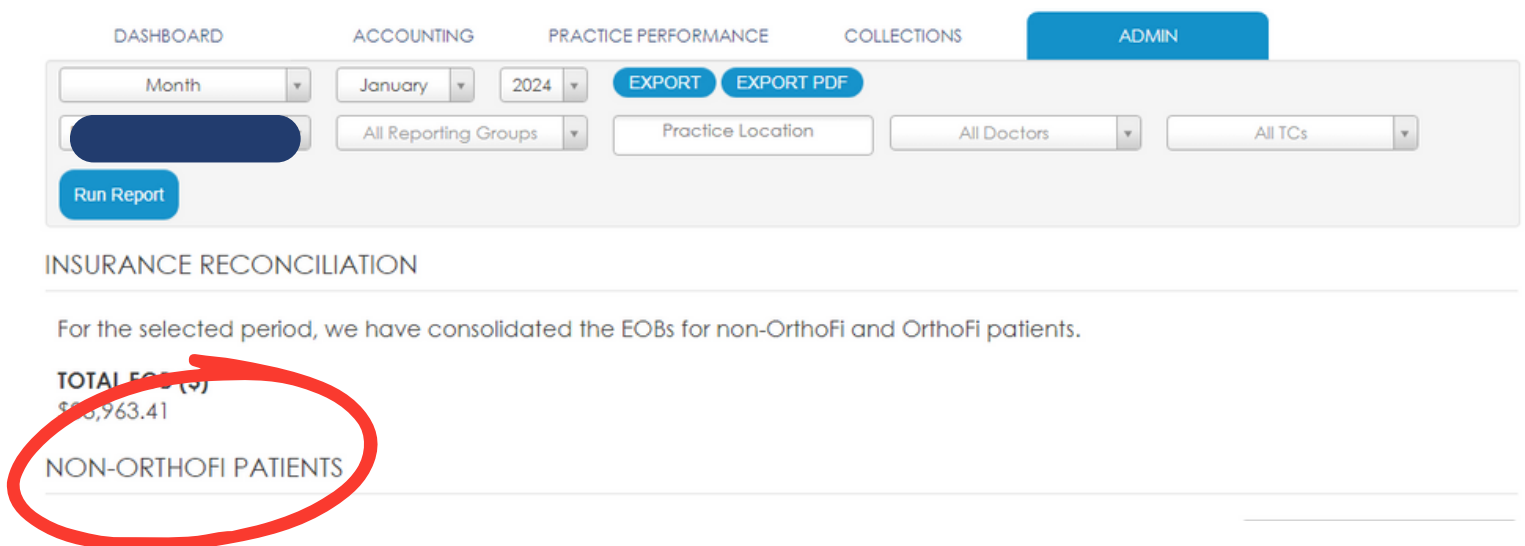 DASHBOARD ACCOUNTING PRACTICE PERFORMANCE COLLECTIONS ADMIN
Month January 2024 EXPORT EXPORT PDF
All Reporting Groups Practice Location All Doctors All TCs
Run Report
INSURANCE RECONCILIATION
For the selected period, we have consolidated the EOBs for non-OrthoFi and OrthoFi patients.
TOTAL ($)
NON-ORTHOFI PATIENTS